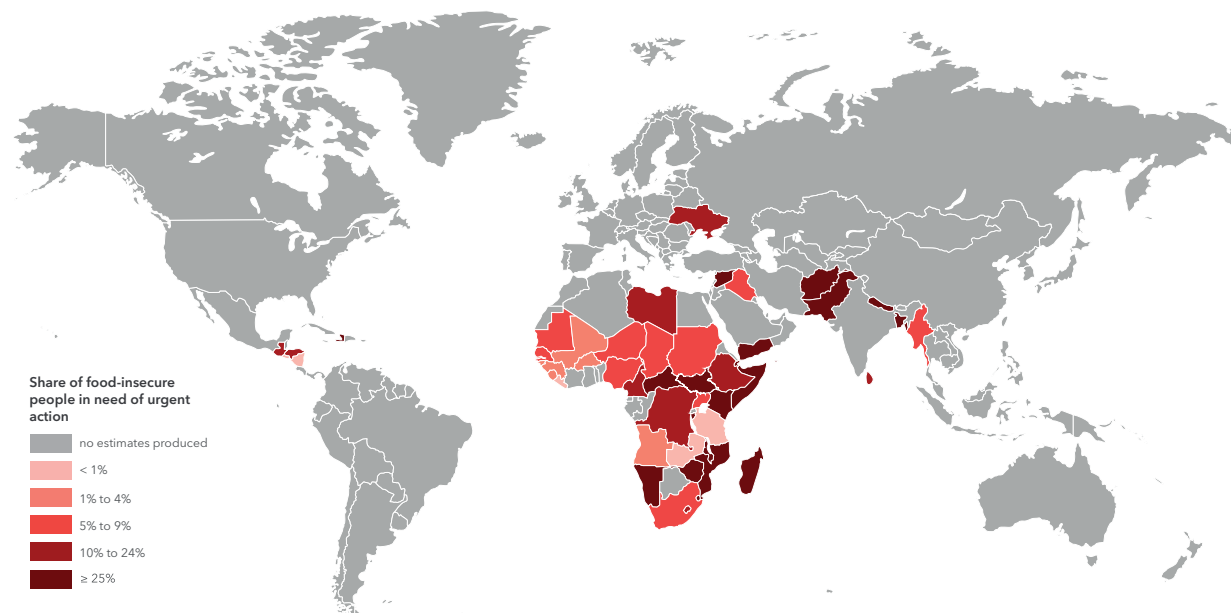 Share of food-insecure
people in need of urgent
action
no estimates produced
< 1%
1% to 4%
5% to 9%
10% to 24%
≥ 25%